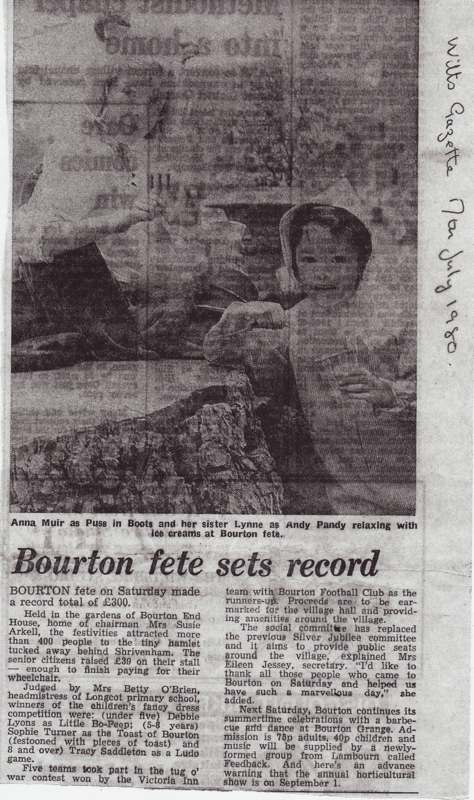 Wilts Gazette 7th July 1980.
Methodist chapel
into a home
Care
comics
win
Anna Muir as Puss in Boots and her sister Lynne as Andy Pandy relaxing with
ice creams at Bourton fete.
Bourton fete sets record
BOURTON fete on Saturday made
a record total of £300.
Held in the gardens of Bourton End
House, home of chairman, Mrs Susie
Arkell, the festivities attracted more
than 400 people to the tiny hamlet
tucked away behind Shrivenham. The
senior citizens raised £39 on their stall
— enough to finish paying for their
wheelchair.
Judged by Mrs Betty O'Brien,
headmistress of Longcot primary school,
winners of the children's fancy dress
competition were: (under five) Debbie
Lyons as Little Bo-Peep; (5-8 years)
Sophie Turner as the Toast of Bourton
(festooned with pieces of toast) and
8 and over) Tracy Saddleton as a Ludo
game.
Five teams took part in the tug o'
war contest won by the Victoria Inn
team with Bourton Football Club as the
runners-up. Proceeds are to be ear-
marked for the village hall and provid-
ing amenities around the village.
The social committee has replaced
the previous Silver Jubilee committee
and it aims to provide public seats
around the village, explained Mrs
Eileen Jessey, secretary. "I'd like to
thank all those people who came to
Bourton on Saturday and helped us
have such a marvellous day," she
added.
Next Saturday, Bourton continues its
summertime celebrations with a barbe-
cue and dance at Bourton Grange. Ad-
mission is 75p adults, 40p children and
music will be supplied by a newly-
formed group from Lambourn called
Feedback. And here's an advance
warning that the annual horticultural
show is on September 1.